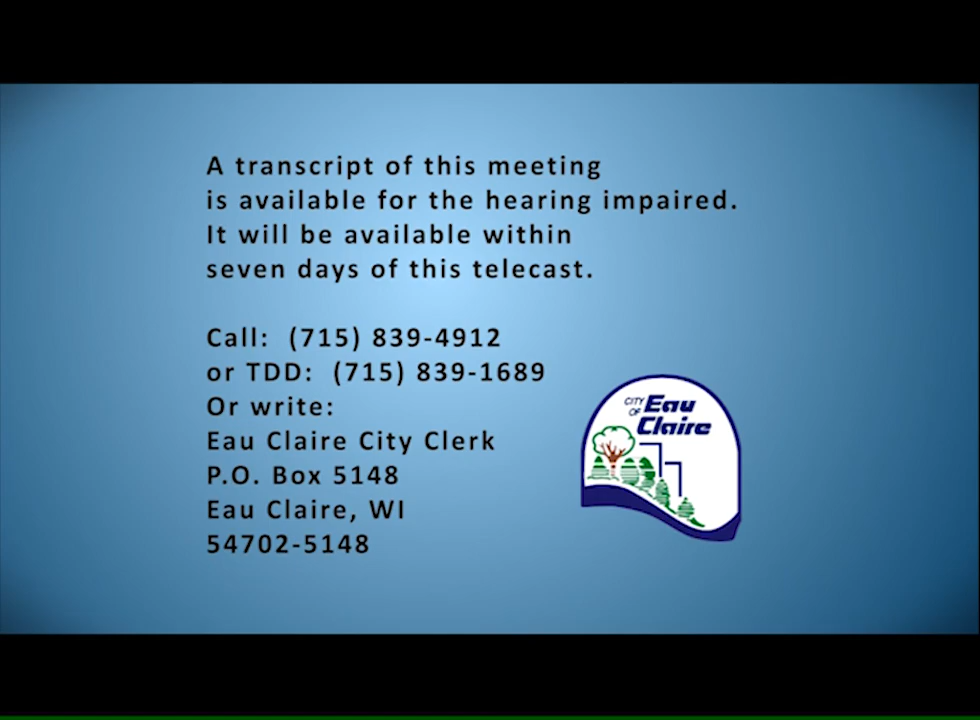 A transcript of this meeting
is available for the hearing impaired.
It will be available within
seven days of this telecast.
Call: (715) 839-4912
or TDD: (715) 839-1689
Or write:
Eau Claire City Clerk
P.O. Box 5148
Eau Claire, WI
54702-5148
CITY OF Eau Claire